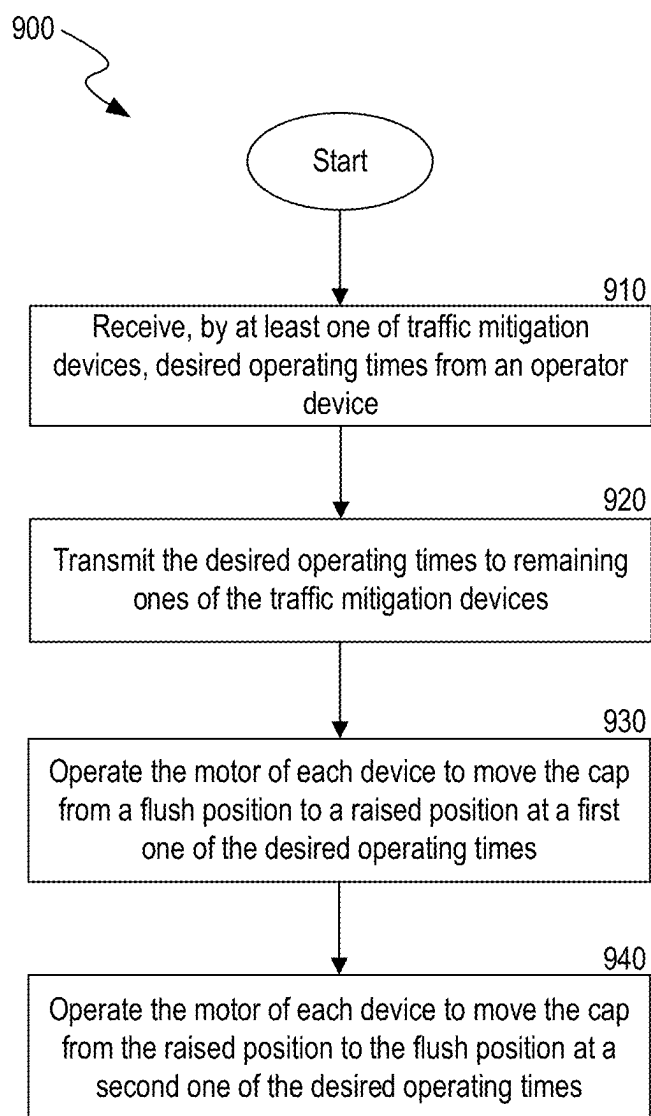 900
Start
910
Receive, by at least one of traffic mitigation
devices, desired operating times from an operator
device
920
Transmit the desired operating times to remaining
ones of the traffic mitigation devices
930
Operate the motor of each device to move the cap
from a flush position to a raised position at a first
one of the desired operating times
940
Operate the motor of each device to move the cap
from the raised position to the flush position at a
second one of the desired operating times